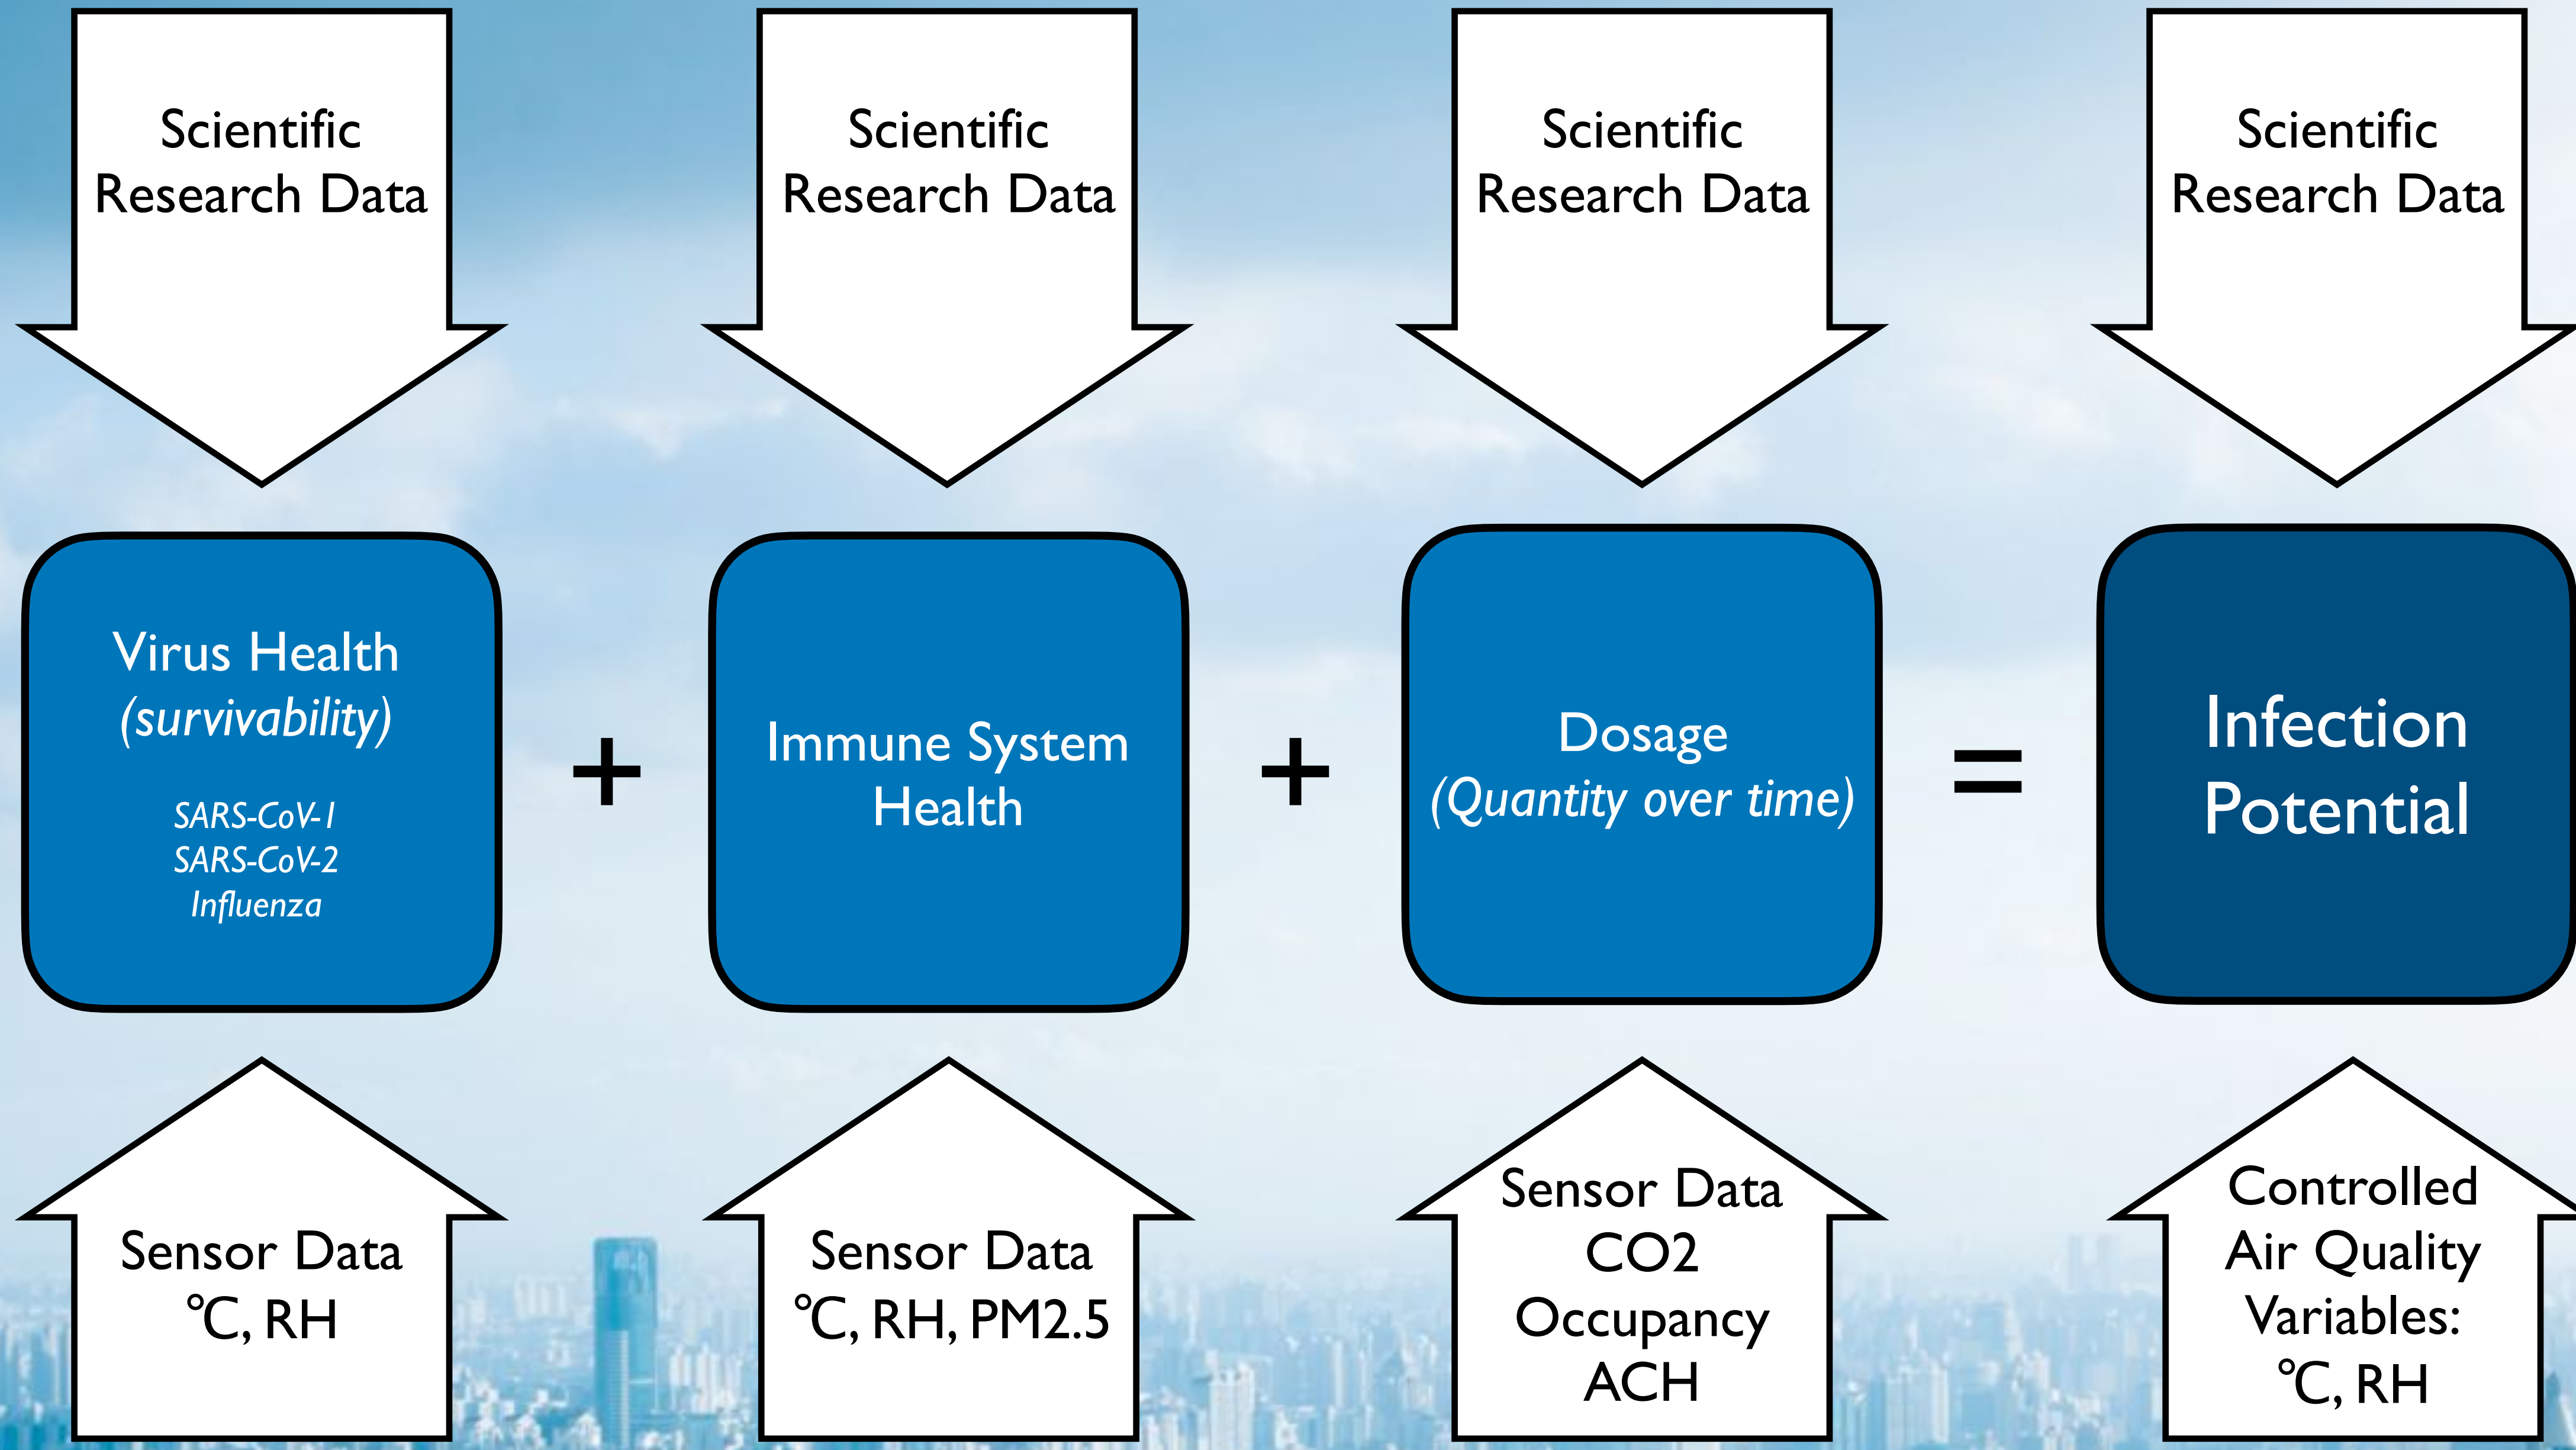 Scientific
Research Data
Scientific
Research Data
Scientific
Research Data
Scientific
Research Data
Virus Health
(survivability)
SARS-CoV-1
SARS-CoV-2
Influenza
+
Immune System
Health
+
Dosage
(Quantity over time)
=
Infection
Potential
Sensor Data
°C, RH
Sensor Data
°C, RH, PM2.5
Sensor Data
CO2
Occupancy
ACH
Controlled
Air Quality
Variables:
°C, RH